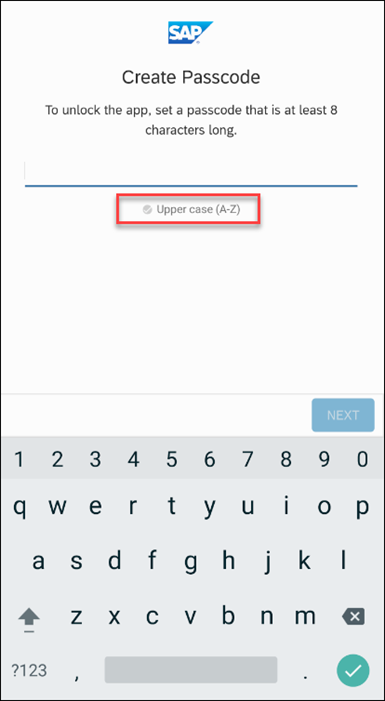 SAP
Create Passcode
To unlock the app, set a passcode that is at least 8
characters long.
Upper case (A-Z)
NEXT
1 2 3 4 5 6 7 8 9 0
q w e r t y u i o p
a s d f g h j k l
z x c v b n m
?123 , .